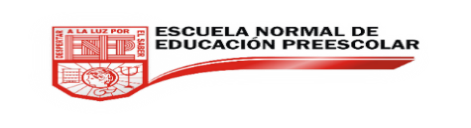 DESPERTAR
A LA LUZ POR
EL SABER
ENEP
ESCUELA NORMAL DE
EDUCACIÓN PREESCOLAR